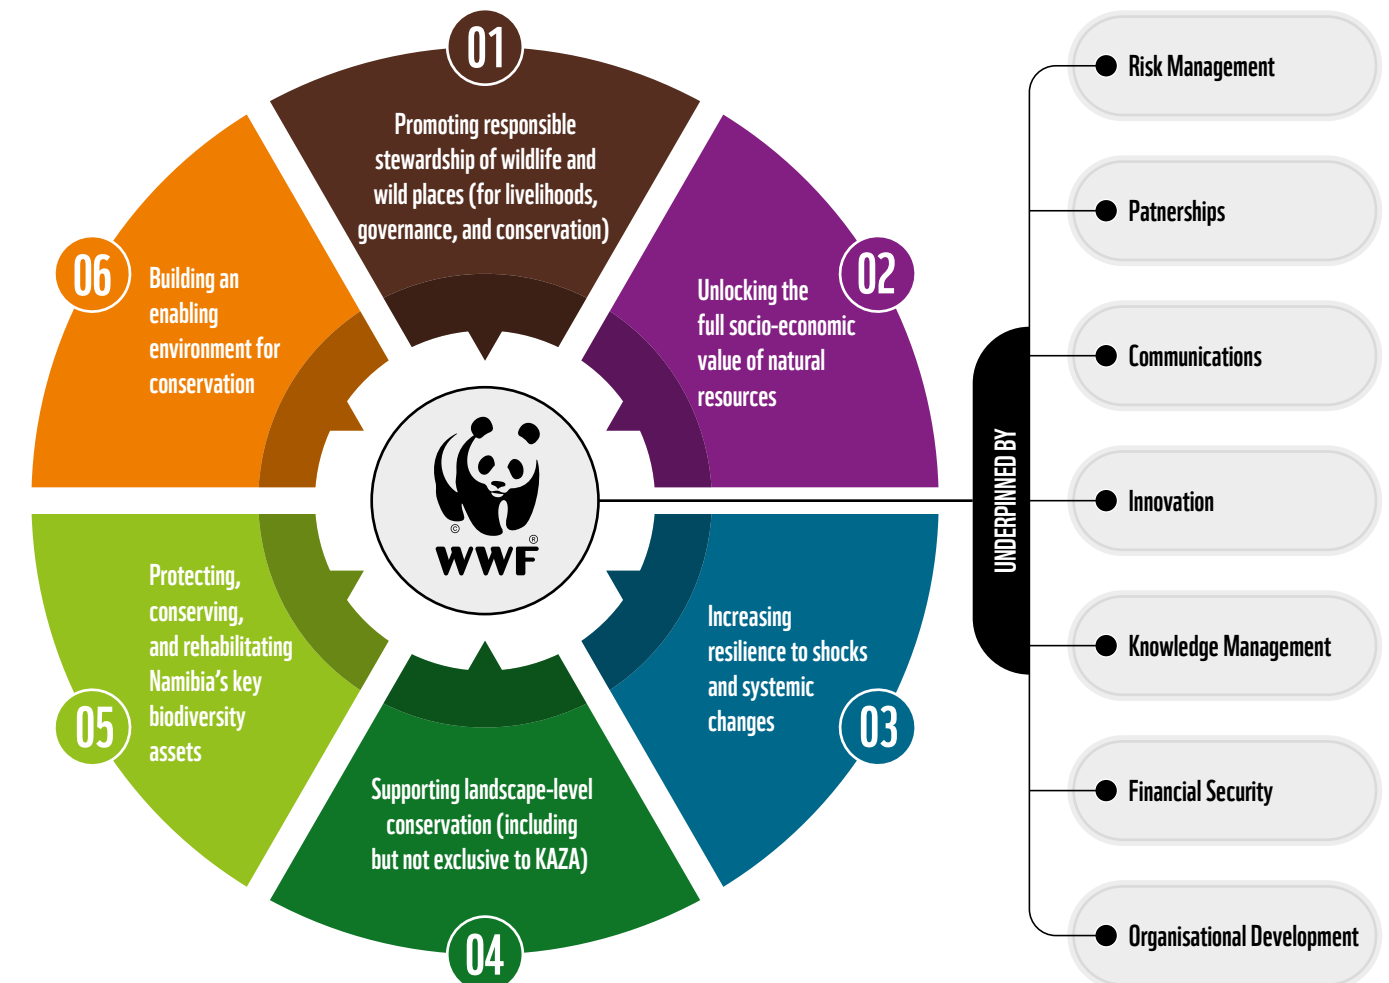 01
Promoting responsible
stewardship of wildlife and
wild places (for livelihoods,
governance, and conservation)
02
Unlocking the
full socio-economic
value of natural
resources
03
Increasing
resilience to shocks
and systemic
changes
04
Supporting landscape-level
conservation (including
but not exclusive to KAZA)
05
Protecting,
conserving,
and rehabilitating
Namibia's key
biodiversity
assets
06
Building an
enabling
environment for
conservation
©
®
WWF
UNDERPINNED BY
Risk Management
Patnerships
Communications
Innovation
Knowledge Management
Financial Security
Organisational Development